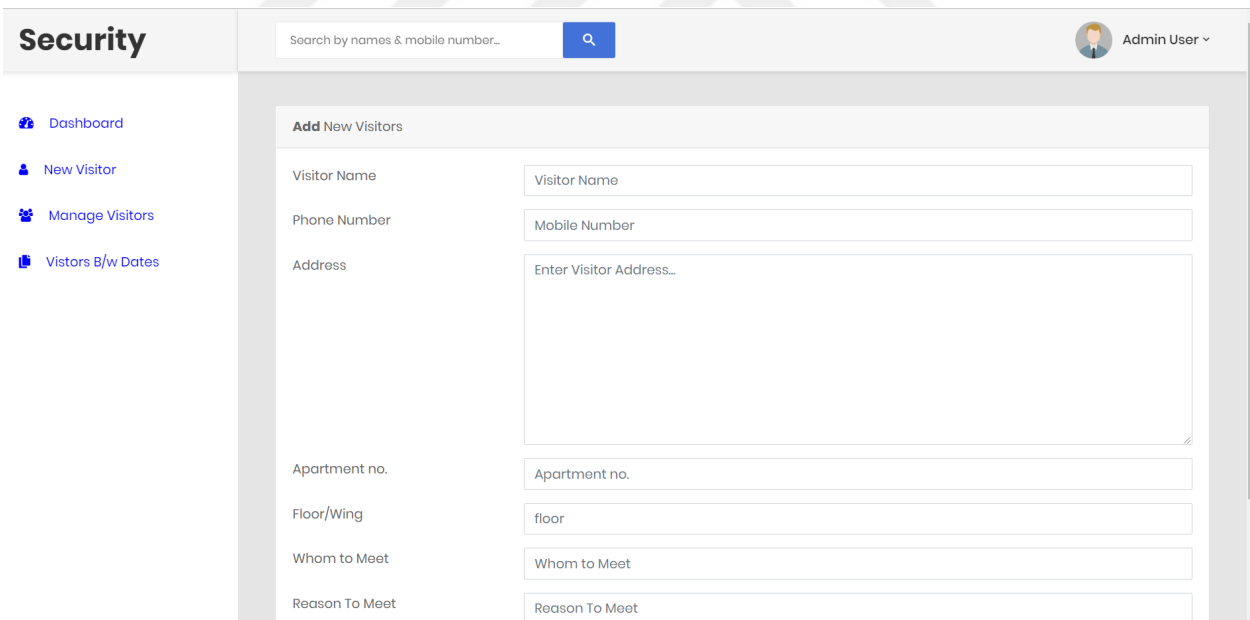 Security
Search by names & mobile number...
Admin User
Dashboard
New Visitor
Manage Visitors
Vistors B/w Dates
Add New Visitors
Visitor Name
Visitor Name
Phone Number
Mobile Number
Address
Enter Visitor Address...
Apartment no.
Apartment no.
Floor/Wing
floor
Whom to Meet
Whom to Meet
Reason To Meet
Reason To Meet